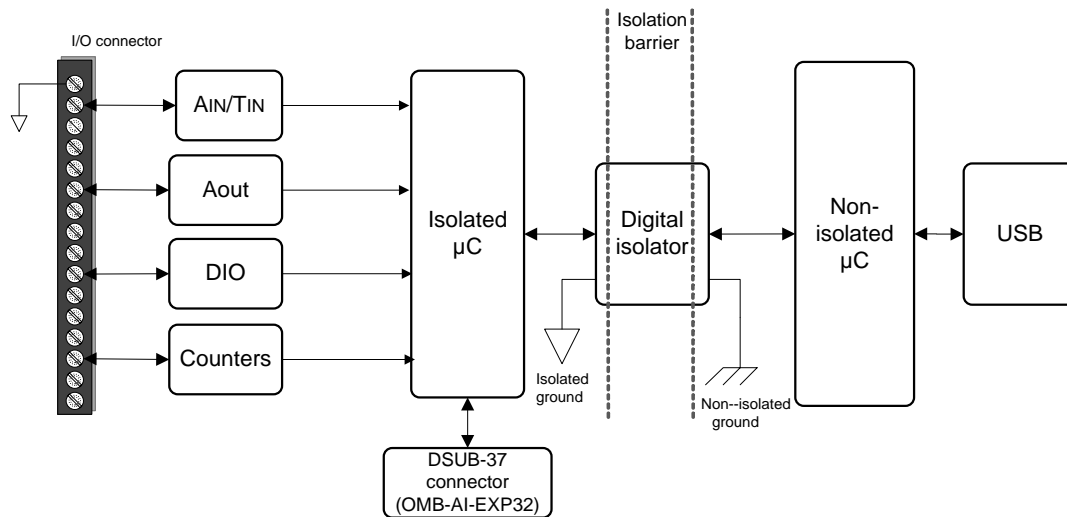 I/O connector
Isolation
barrier
AIN/TIN
Aout
DIO
Counters
Isolated
µC
Digital
isolator
Non-
isolated
µC
USB
Isolated
ground
Non--isolated
ground
DSUB-37
connector
(OMB-AI-EXP32)